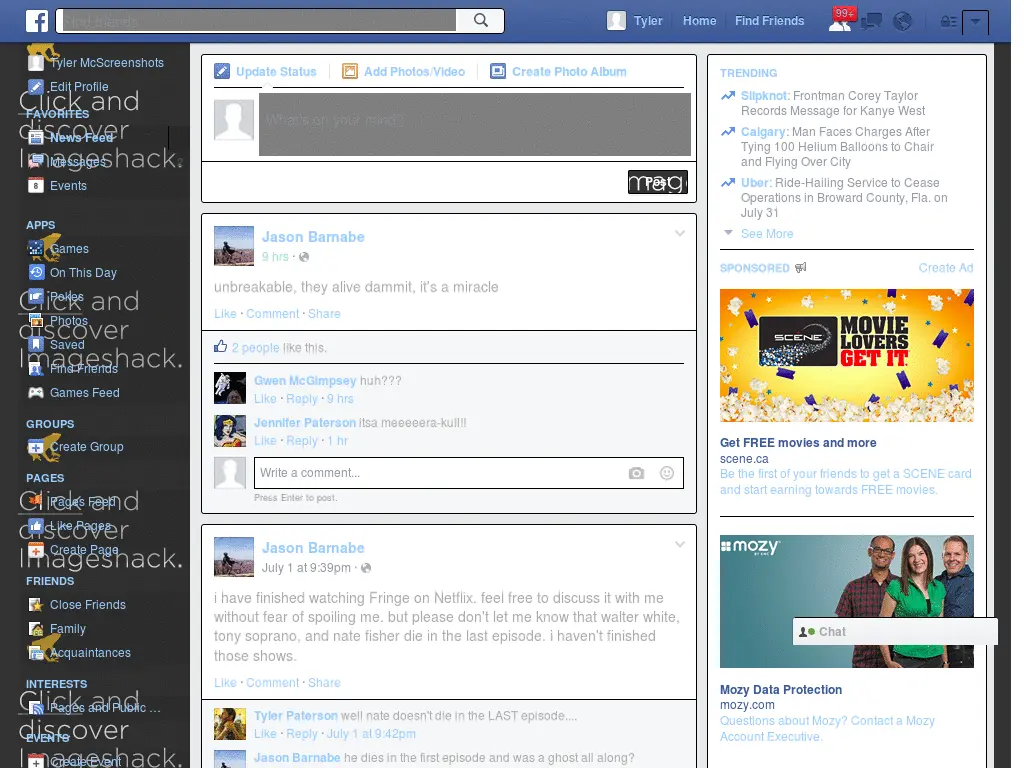 Find friends
Tyler
Home
Find Friends
99+
Tyler McScreenshots
Edit Profile
Click and
discover
Imageshack.
FAVORITES
News Feed
Messages
Events
APPS
Games
On This Day
Pokes
Click and
discover
Imageshack.
Photos
Saved
Find Friends
Games Feed
GROUPS
Create Group
PAGES
Pages Feed
Click and
discover
Imageshack.
Like Pages
Create Page
FRIENDS
Close Friends
Family
Acquaintances
INTERESTS
Pages and Public ...
Click and
discover
Imageshack.
EVENTS
Create Event
Update Status
Add Photos/Video
Create Photo Album
What's on your mind?
Post
Jason Barnabe
9 hrs ·
unbreakable, they alive dammit, it's a miracle
Like · Comment · Share
2 people like this.
Gwen McGimpsey huh???
Like · Reply · 9 hrs
Jennifer Paterson itsa meeeeera-kull!!
Like · Reply · 1 hr
Write a comment...
Press Enter to post.
Jason Barnabe
July 1 at 9:39pm ·
i have finished watching Fringe on Netflix. feel free to discuss it with me
without fear of spoiling me. but please don't let me know that walter white,
tony soprano, and nate fisher die in the last episode. i haven't finished
those shows.
Like · Comment · Share
Tyler Paterson well nate doesn't die in the LAST episode....
Like · Reply · July 1 at 9:42pm
Jason Barnabe he dies in the first episode and was a ghost all along?
TRENDING
Slipknot: Frontman Corey Taylor
Records Message for Kanye West
Calgary: Man Faces Charges After
Tying 100 Helium Balloons to Chair
and Flying Over City
Uber: Ride-Hailing Service to Cease
Operations in Broward County, Fla. on
July 31
See More
SPONSORED
Create Ad
SCENE
MOVIE
LOVERS
GET IT
Get FREE movies and more
scene.ca
Be the first of your friends to get a SCENE card
and start earning towards FREE movies.
mozy
Mozy Data Protection
mozy.com
Questions about Mozy? Contact a Mozy
Account Executive.
Chat